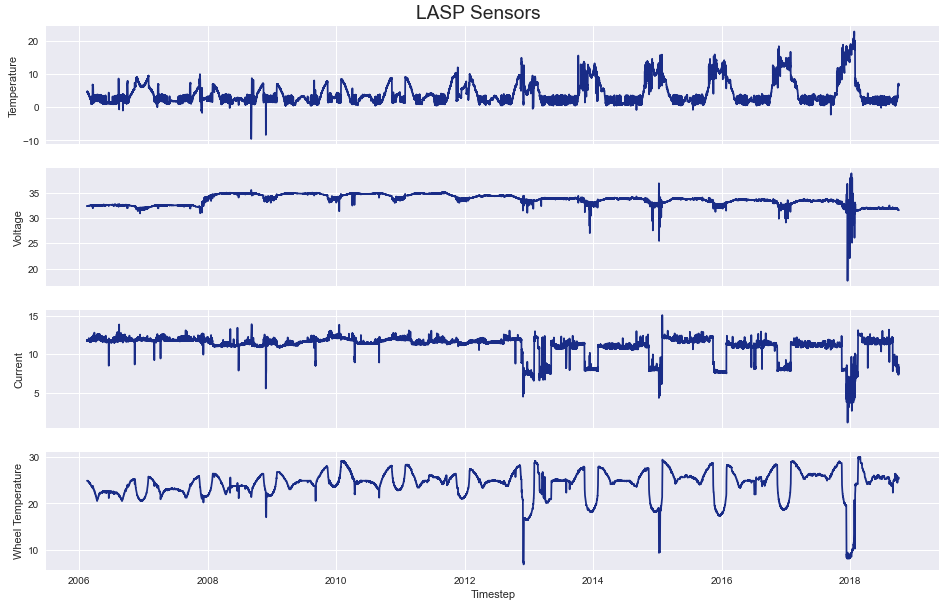 LASP Sensors
Temperature
20
10
0
−10
Voltage
35
30
25
20
Current
15
10
5
Wheel Temperature
30
20
10
2006 2008 2010 2012 2014 2016 2018
Timestep